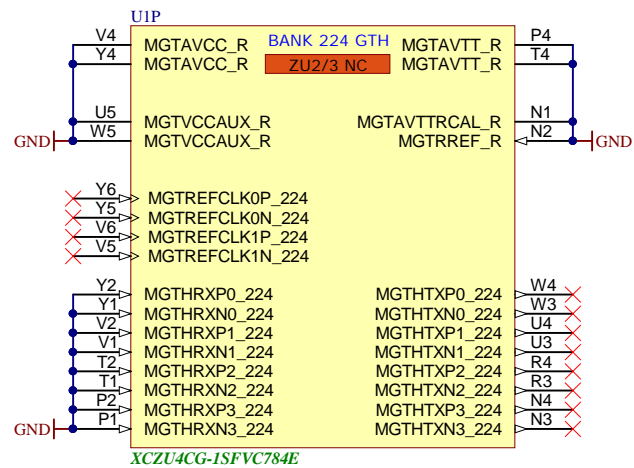 U1P
BANK 224 GTH
ZU2/3 NC
V4 MGTAVCC_R MGTAVTT_R P4
Y4 MGTAVCC_R MGTAVTT_R T4
U5 MGTVCCAUX_R MGTAVTTRCAL_R N1
GND W5 MGTVCCAUX_R MGTRREF_R N2 GND
Y6 MGTREFCLK0P_224
Y5 MGTREFCLK0N_224
V6 MGTREFCLK1P_224
V5 MGTREFCLK1N_224
Y2 MGTHRXP0_224 MGTHTXP0_224 W4
Y1 MGTHRXN0_224 MGTHTXN0_224 W3
V2 MGTHRXP1_224 MGTHTXP1_224 U4
V1 MGTHRXN1_224 MGTHTXN1_224 U3
T2 MGTHRXP2_224 MGTHTXP2_224 R4
T1 MGTHRXN2_224 MGTHTXN2_224 R3
P2 MGTHRXP3_224 MGTHTXP3_224 N4
GND P1 MGTHRXN3_224 MGTHTXN3_224 N3
XCZU4CG-1SFVC784E